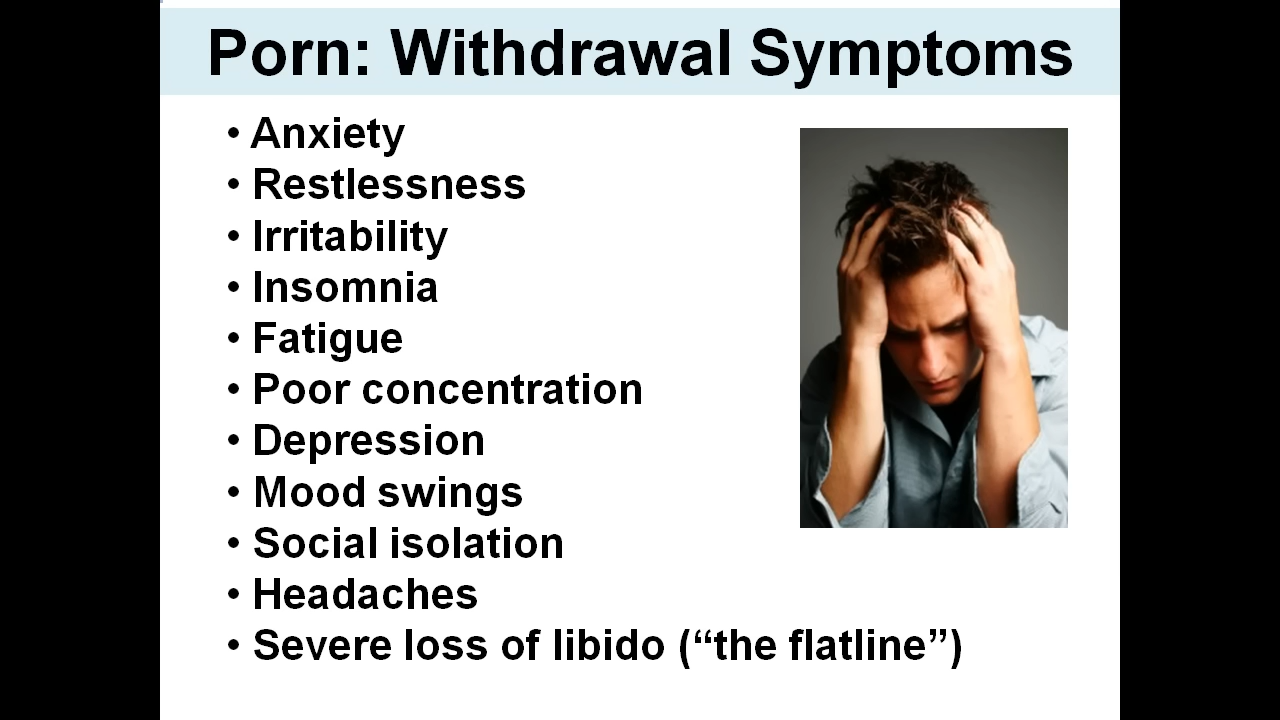 Porn: Withdrawal Symptoms
• Anxiety
• Restlessness
• Irritability
• Insomnia
• Fatigue
• Poor concentration
• Depression
• Mood swings
• Social isolation
• Headaches
• Severe loss of libido (“the flatline”)